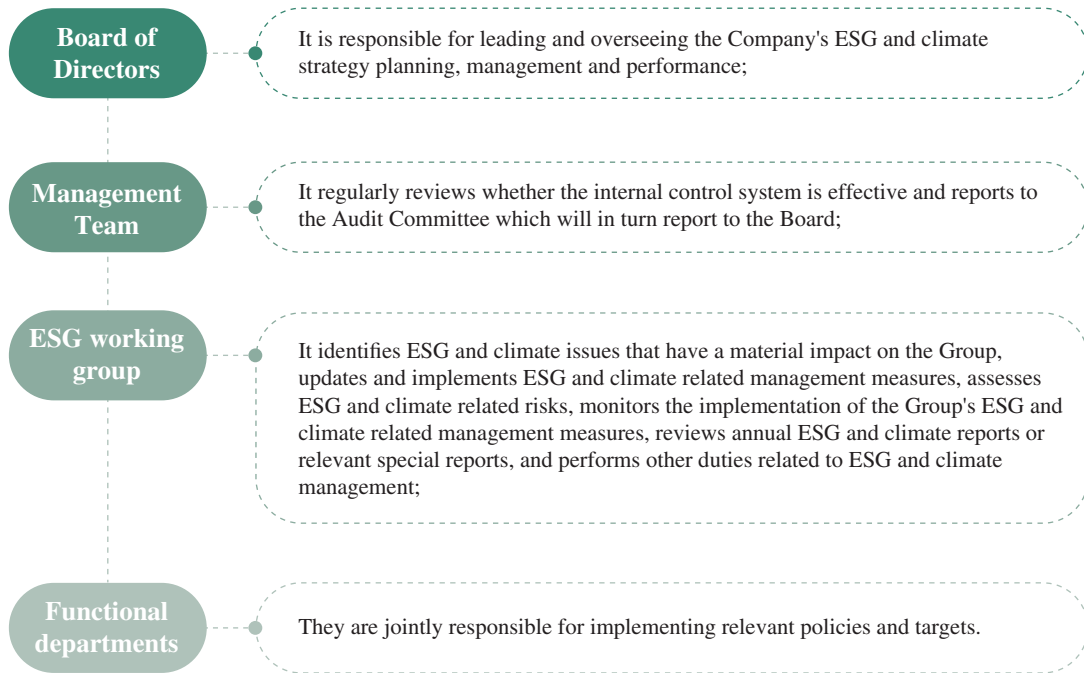 Board of
Directors
It is responsible for leading and overseeing the Company's ESG and climate
strategy planning, management and performance;
Management
Team
It regularly reviews whether the internal control system is effective and reports to
the Audit Committee which will in turn report to the Board;
ESG working
group
It identifies ESG and climate issues that have a material impact on the Group,
updates and implements ESG and climate related management measures, assesses
ESG and climate related risks, monitors the implementation of the Group's ESG and
climate related management measures, reviews annual ESG and climate reports or
relevant special reports, and performs other duties related to ESG and climate
management;
Functional
departments
They are jointly responsible for implementing relevant policies and targets.